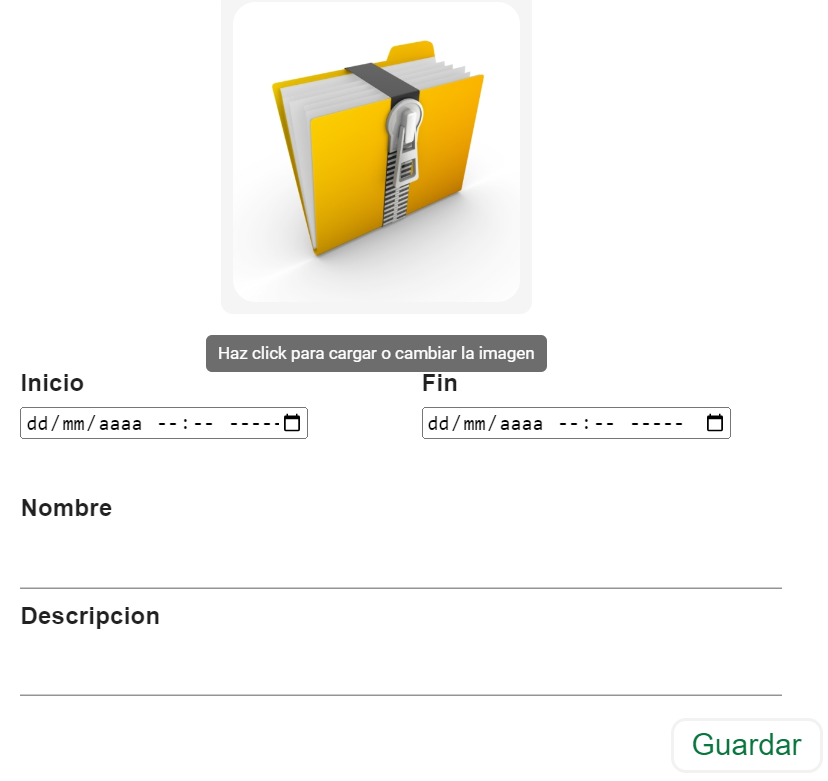 Haz click para cargar o cambiar la imagen
Inicio
Fin
dd/mm/aaaa --:-- -----
dd/mm/aaaa --:-- -----
Nombre
Descripcion
Guardar